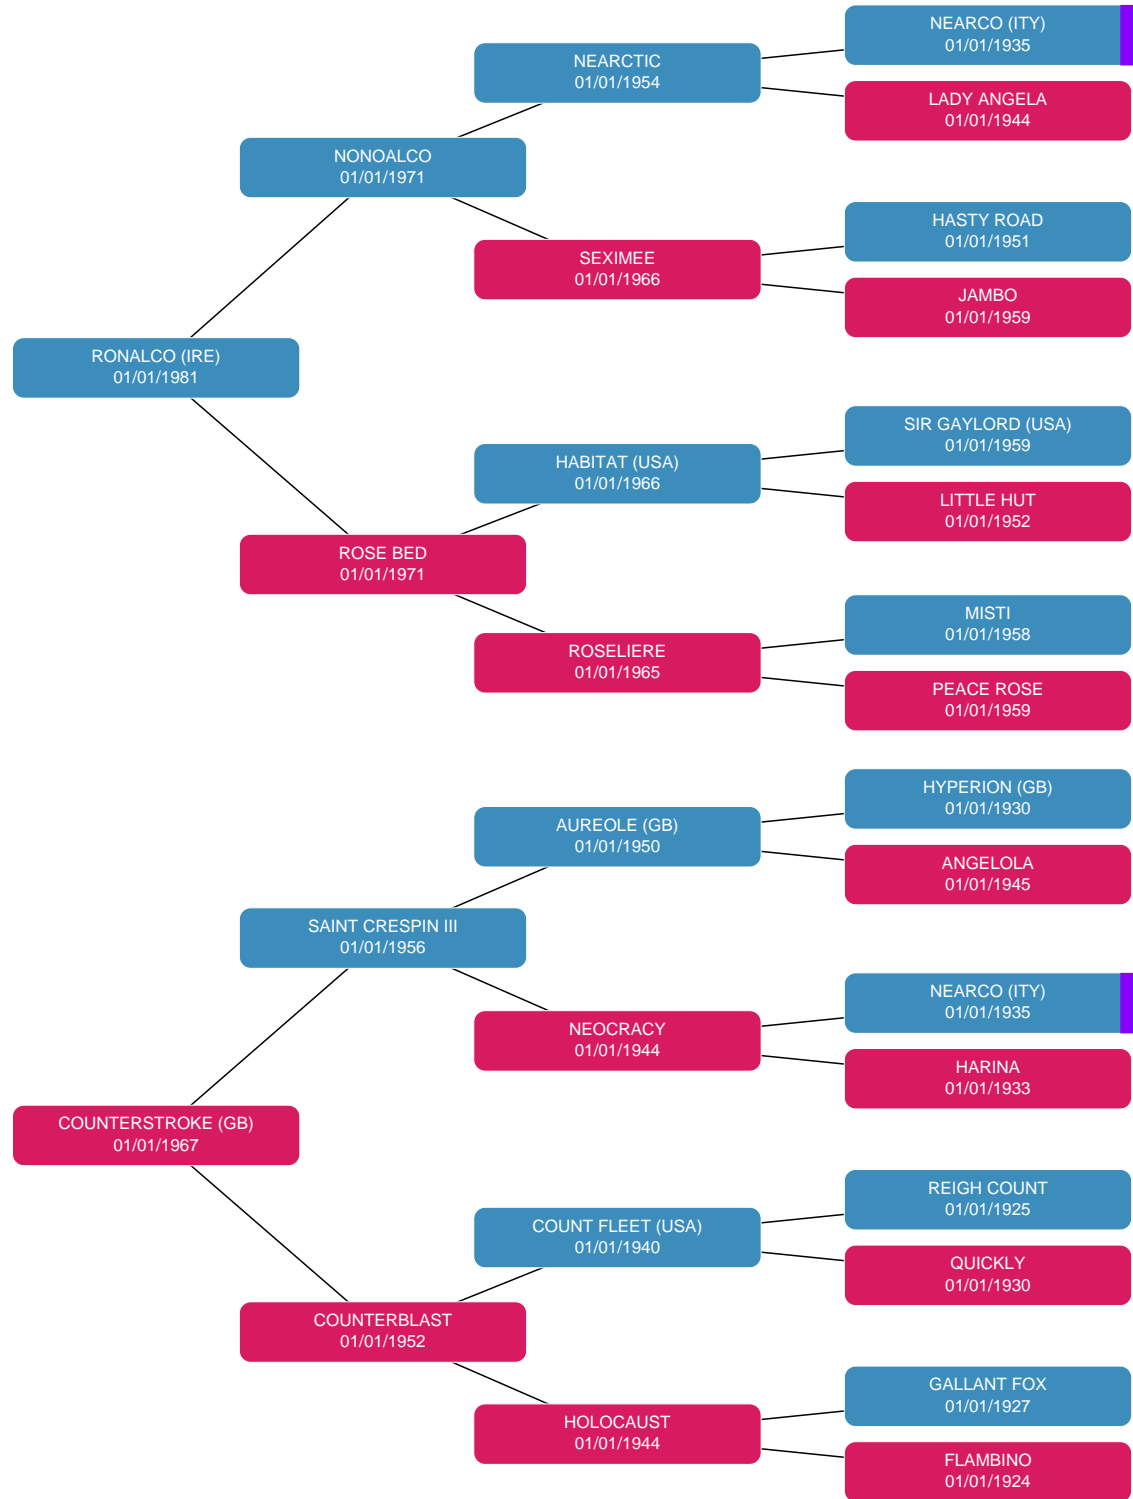 NEARCO (ITY)
01/01/1935
NEARCTIC
01/01/1954
LADY ANGELA
01/01/1944
NONOALCO
01/01/1971
HASTY ROAD
01/01/1951
SEXIMEE
01/01/1966
JAMBO
01/01/1959
RONALCO (IRE)
01/01/1981
SIR GAYLORD (USA)
01/01/1959
HABITAT (USA)
01/01/1966
LITTLE HUT
01/01/1952
ROSE BED
01/01/1971
MISTI
01/01/1958
ROSELIERE
01/01/1965
PEACE ROSE
01/01/1959
HYPERION (GB)
01/01/1930
AUREOLE (GB)
01/01/1950
ANGELOLA
01/01/1945
SAINT CRESPIN III
01/01/1956
NEARCO (ITY)
01/01/1935
NEOCRACY
01/01/1944
HARINA
01/01/1933
COUNTERSTROKE (GB)
01/01/1967
REIGH COUNT
01/01/1925
COUNT FLEET (USA)
01/01/1940
QUICKLY
01/01/1930
COUNTERBLAST
01/01/1952
GALLANT FOX
01/01/1927
HOLOCAUST
01/01/1944
FLAMBINO
01/01/1924